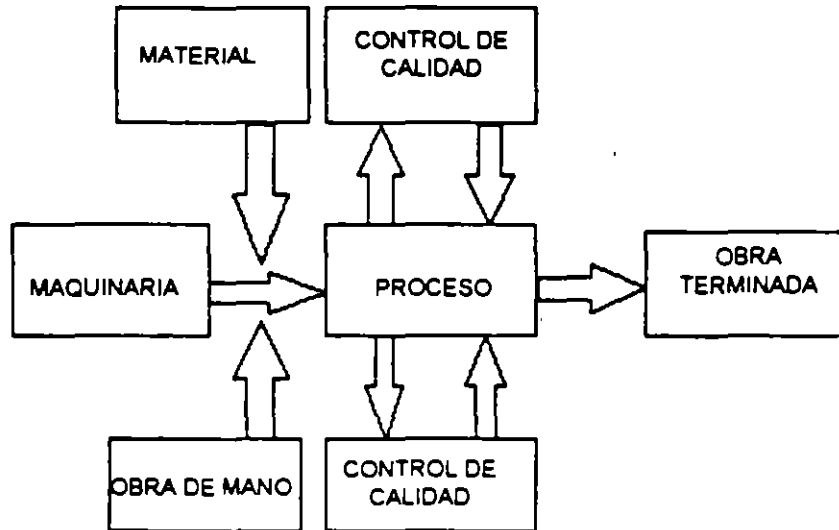 MATERIAL
CONTROL DE
CALIDAD
MAQUINARIA
PROCESO
OBRA
TERMINADA
OBRA DE MANO
CONTROL DE
CALIDAD